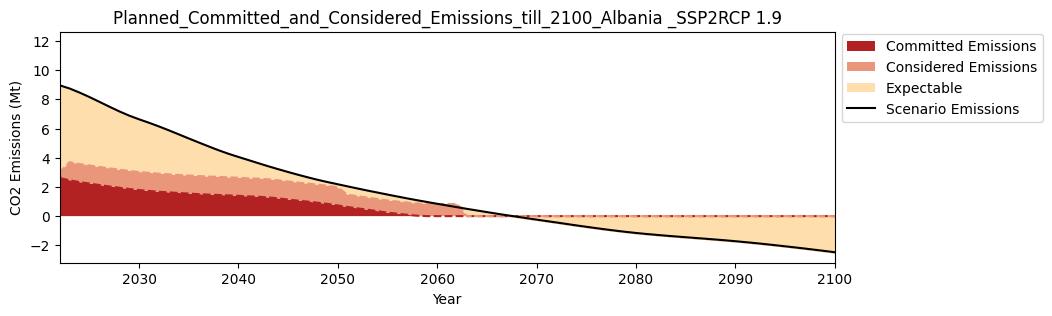 Planned_Committed_and_Considered_Emissions_till_2100_Albania _SSP2RCP 1.9
12
10
8
6
4
2
0
−2
CO2 Emissions (Mt)
2030
2040
2050
2060
2070
2080
2090
2100
Year
Committed Emissions
Considered Emissions
Expectable
Scenario Emissions